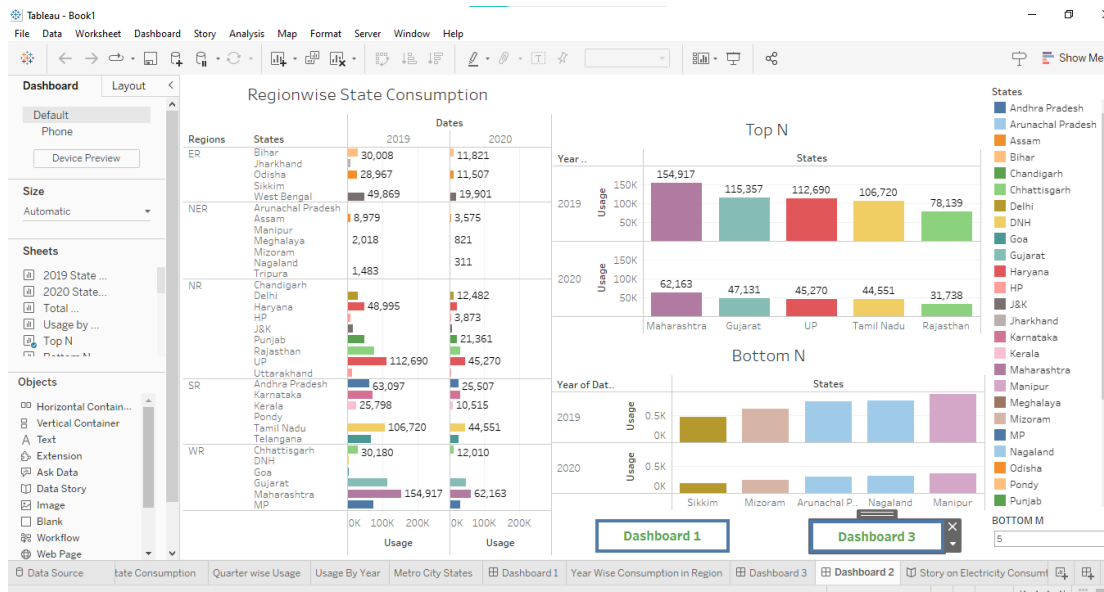 Tableau - Book1
File Data Worksheet Dashboard Story Analysis Map Format Server Window Help
Show Me
Dashboard Layout
Default
Phone
Device Preview
Size
Automatic
Sheets
2019 State ...
2020 State...
Total ...
Usage by ...
Top N
Bottom N
Objects
Horizontal Contain...
Vertical Container
A Text
Extension
Ask Data
Data Story
Image
Blank
Workflow
Web Page
Regionwise State Consumption
Dates
Regions States 2019 2020
ER Bihar 30,008 11,821
Jharkhand
Odisha 28,967 11,507
Sikkim
West Bengal 49,869 19,901
NER Arunachal Pradesh
Assam 8,979 3,575
Manipur
Meghalaya 2,018 821
Mizoram
Nagaland 311
Tripura 1,483
NR Chandigarh
Delhi 12,482
Haryana 48,995
HP 3,873
J&K
Punjab 21,361
Rajasthan
UP 112,690 45,270
Uttarakhand
SR Andhra Pradesh 63,097 25,507
Karnataka
Kerala 25,798 10,515
Pondy
Tamil Nadu 106,720 44,551
Telangana
WR Chhattisgarh 30,180 12,010
DNH
Goa
Gujarat
Maharashtra 154,917 62,163
MP
0K 100K 200K 0K 100K 200K
Usage Usage
Top N
Year .. States
2019 Usage 150K 100K 50K
154,917 115,357 112,690 106,720 78,139
2020 Usage 150K 100K 50K
62,163 47,131 45,270 44,551 31,738
Maharashtra Gujarat UP Tamil Nadu Rajasthan
Bottom N
Year of Dat.. States
2019 Usage 0.5K 0K
2020 Usage 0.5K 0K
Sikkim Mizoram Arunachal P.. Nagaland Manipur
Dashboard 1 Dashboard 3
States
Andhra Pradesh
Arunachal Pradesh
Assam
Bihar
Chandigarh
Chhattisgarh
Delhi
DNH
Goa
Gujarat
Haryana
HP
J&K
Jharkhand
Karnataka
Kerala
Maharashtra
Manipur
Meghalaya
Mizoram
MP
Nagaland
Odisha
Pondy
Punjab
BOTTOM M
5
Data Source tate Consumption Quarter wise Usage Usage By Year Metro City States Dashboard 1 Year Wise Consumption in Region Dashboard 3 Dashboard 2 Story on Electricity Consumt